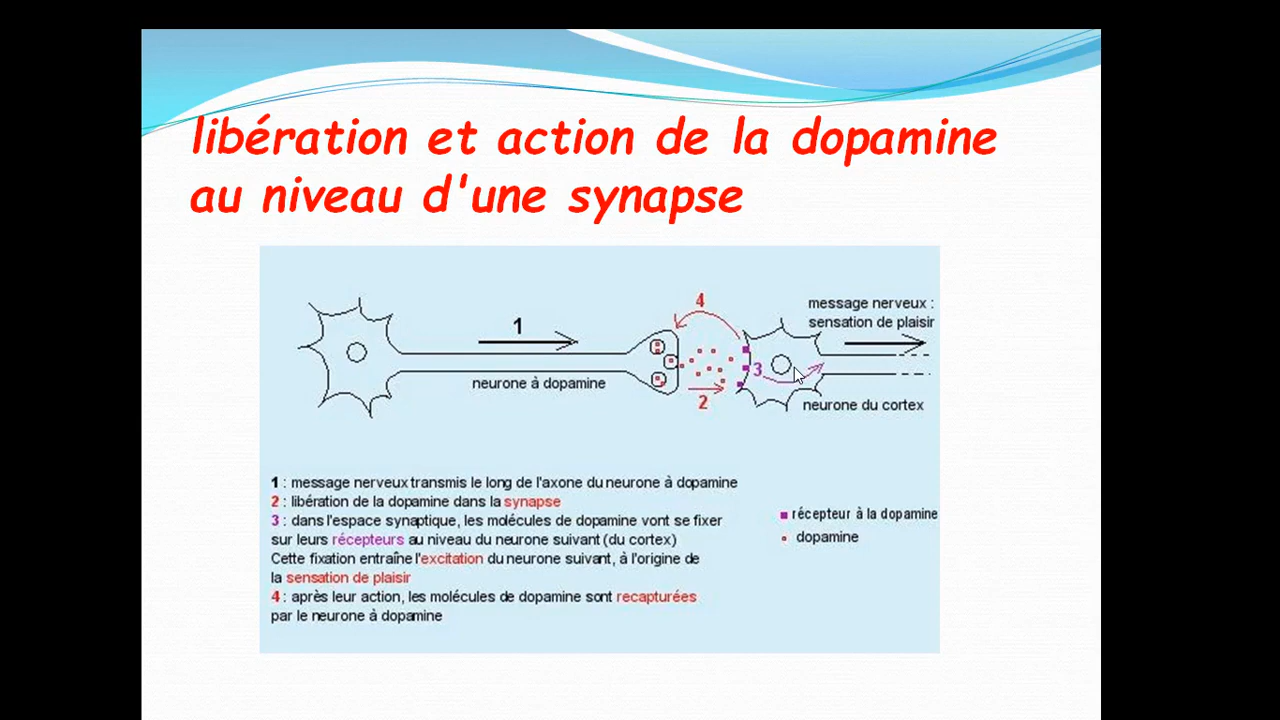 libération et action de la dopamine
au niveau d'une synapse
1
neurone à dopamine
4
2
3
message nerveux :
sensation de plaisir
neurone du cortex
1 : message nerveux transmis le long de l'axone du neurone à dopamine
2 : libération de la dopamine dans la synapse
3 : dans l'espace synaptique, les molécules de dopamine vont se fixer
sur leurs récepteurs au niveau du neurone suivant (du cortex)
Cette fixation entraîne l'excitation du neurone suivant, à l'origine de
la sensation de plaisir
4 : après leur action, les molécules de dopamine sont recapturées
par le neurone à dopamine
récepteur à la dopamine
dopamine